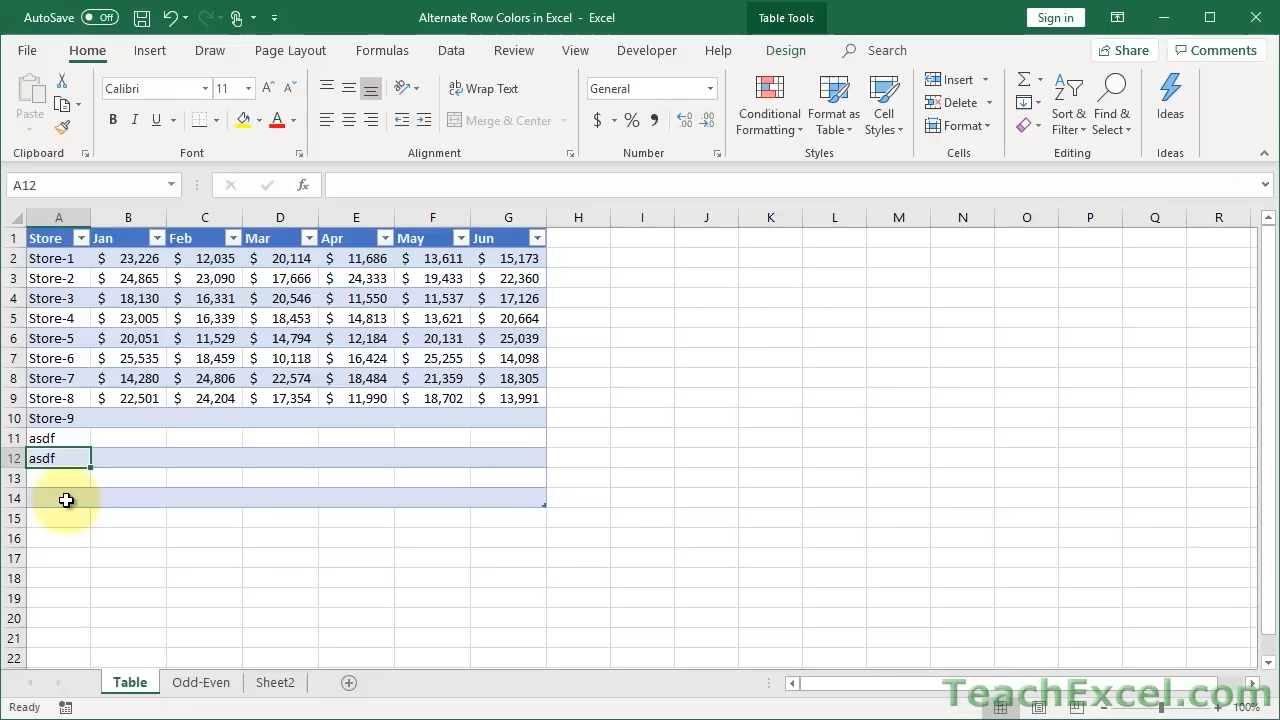 AutoSave Off Alternate Row Colors in Excel - Excel Table Tools Sign in
File Home Insert Draw Page Layout Formulas Data Review View Developer Help Design Search Share Comments
Paste
Clipboard
Calibri 11
B I U A
Font
ab Wrap Text
Merge & Center
Alignment
General
$ % ,
Number
Conditional Formatting
Format as Table
Cell Styles
Styles
Insert
Delete
Format
Cells
Sort & Filter
Find & Select
Editing
Ideas
Ideas
A12 fx
A B C D E F G H I J K L M N O P Q R
1 Store Jan Feb Mar Apr May Jun
2 Store-1 $ 23,226 $ 12,035 $ 20,114 $ 11,686 $ 13,611 $ 15,173
3 Store-2 $ 24,865 $ 23,090 $ 17,666 $ 24,333 $ 19,433 $ 22,360
4 Store-3 $ 18,130 $ 16,331 $ 20,546 $ 11,550 $ 11,537 $ 17,126
5 Store-4 $ 23,005 $ 16,339 $ 18,453 $ 14,813 $ 13,621 $ 20,664
6 Store-5 $ 20,051 $ 11,529 $ 14,794 $ 12,184 $ 20,131 $ 25,039
7 Store-6 $ 25,535 $ 18,459 $ 10,118 $ 16,424 $ 25,255 $ 14,098
8 Store-7 $ 14,280 $ 24,806 $ 22,574 $ 18,484 $ 21,359 $ 18,305
9 Store-8 $ 22,501 $ 24,204 $ 17,354 $ 11,990 $ 18,702 $ 13,991
10 Store-9
11 asdf
12 asdf
13
14
15
16
17
18
19
20
21
22
Table Odd-Even Sheet2
TeachExcel.com
Ready 100%